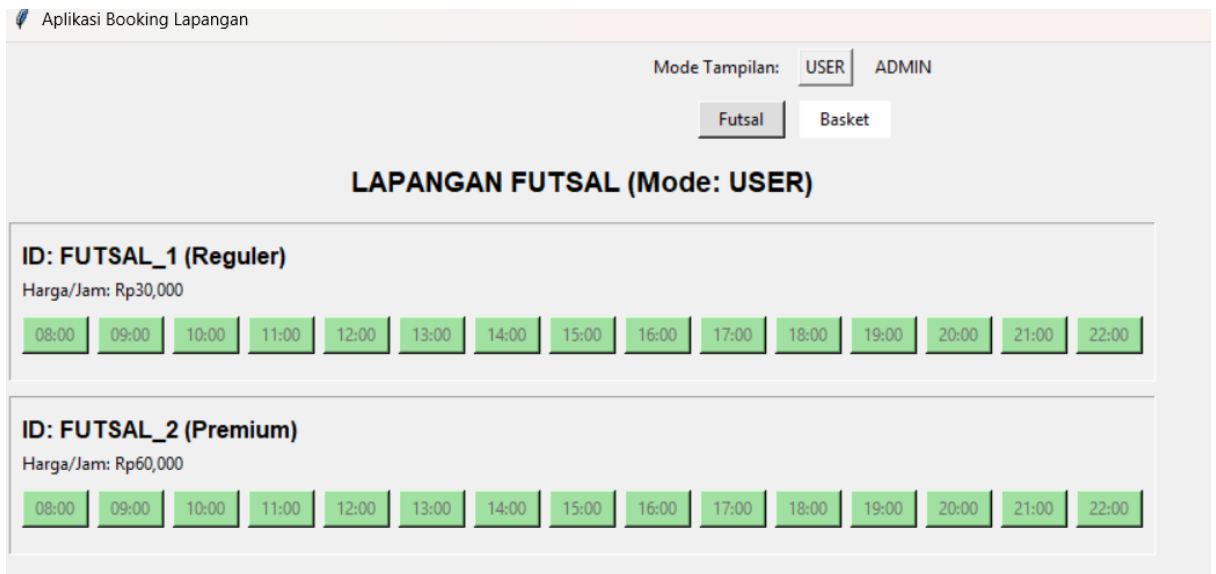 Aplikasi Booking Lapangan
Mode Tampilan: USER ADMIN
Futsal Basket
LAPANGAN FUTSAL (Mode: USER)
ID: FUTSAL_1 (Reguler)
Harga/Jam: Rp30,000
08:00 09:00 10:00 11:00 12:00 13:00 14:00 15:00 16:00 17:00 18:00 19:00 20:00 21:00 22:00
ID: FUTSAL_2 (Premium)
Harga/Jam: Rp60,000
08:00 09:00 10:00 11:00 12:00 13:00 14:00 15:00 16:00 17:00 18:00 19:00 20:00 21:00 22:00